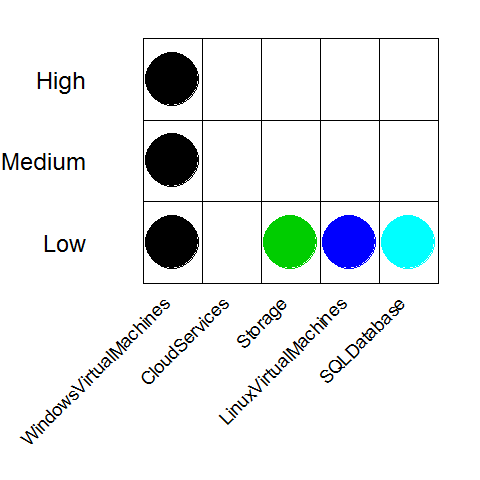 High
Medium
Low
WindowsVirtualMachines
CloudServices
Storage
LinuxVirtualMachines
SQLDatabase